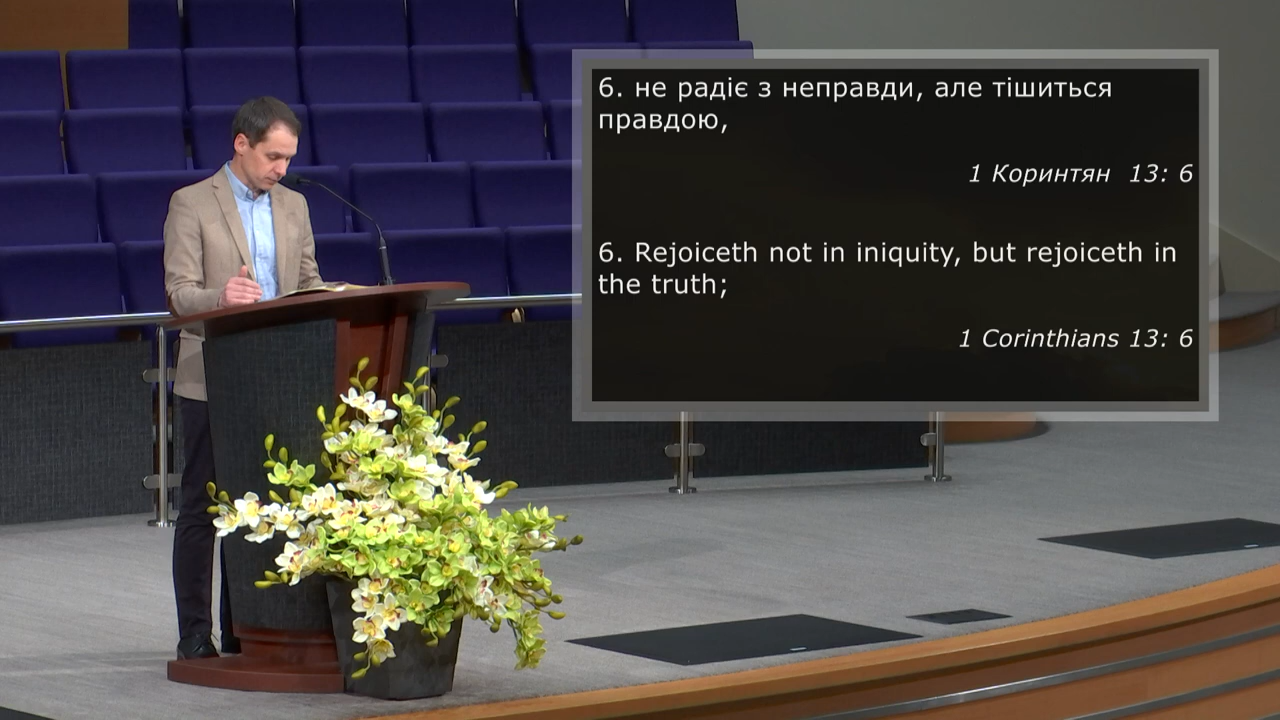 6. не радіє з неправди, але тішиться
правдою,
1 Коринтян 13: 6
6. Rejoiceth not in iniquity, but rejoiceth in
the truth;
1 Corinthians 13: 6